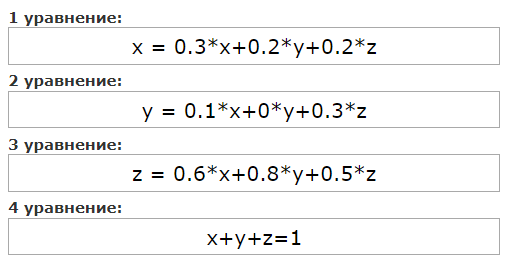 1 уравнение:
x = 0.3*x+0.2*y+0.2*z
2 уравнение:
y = 0.1*x+0*y+0.3*z
3 уравнение:
z = 0.6*x+0.8*y+0.5*z
4 уравнение:
x+y+z=1